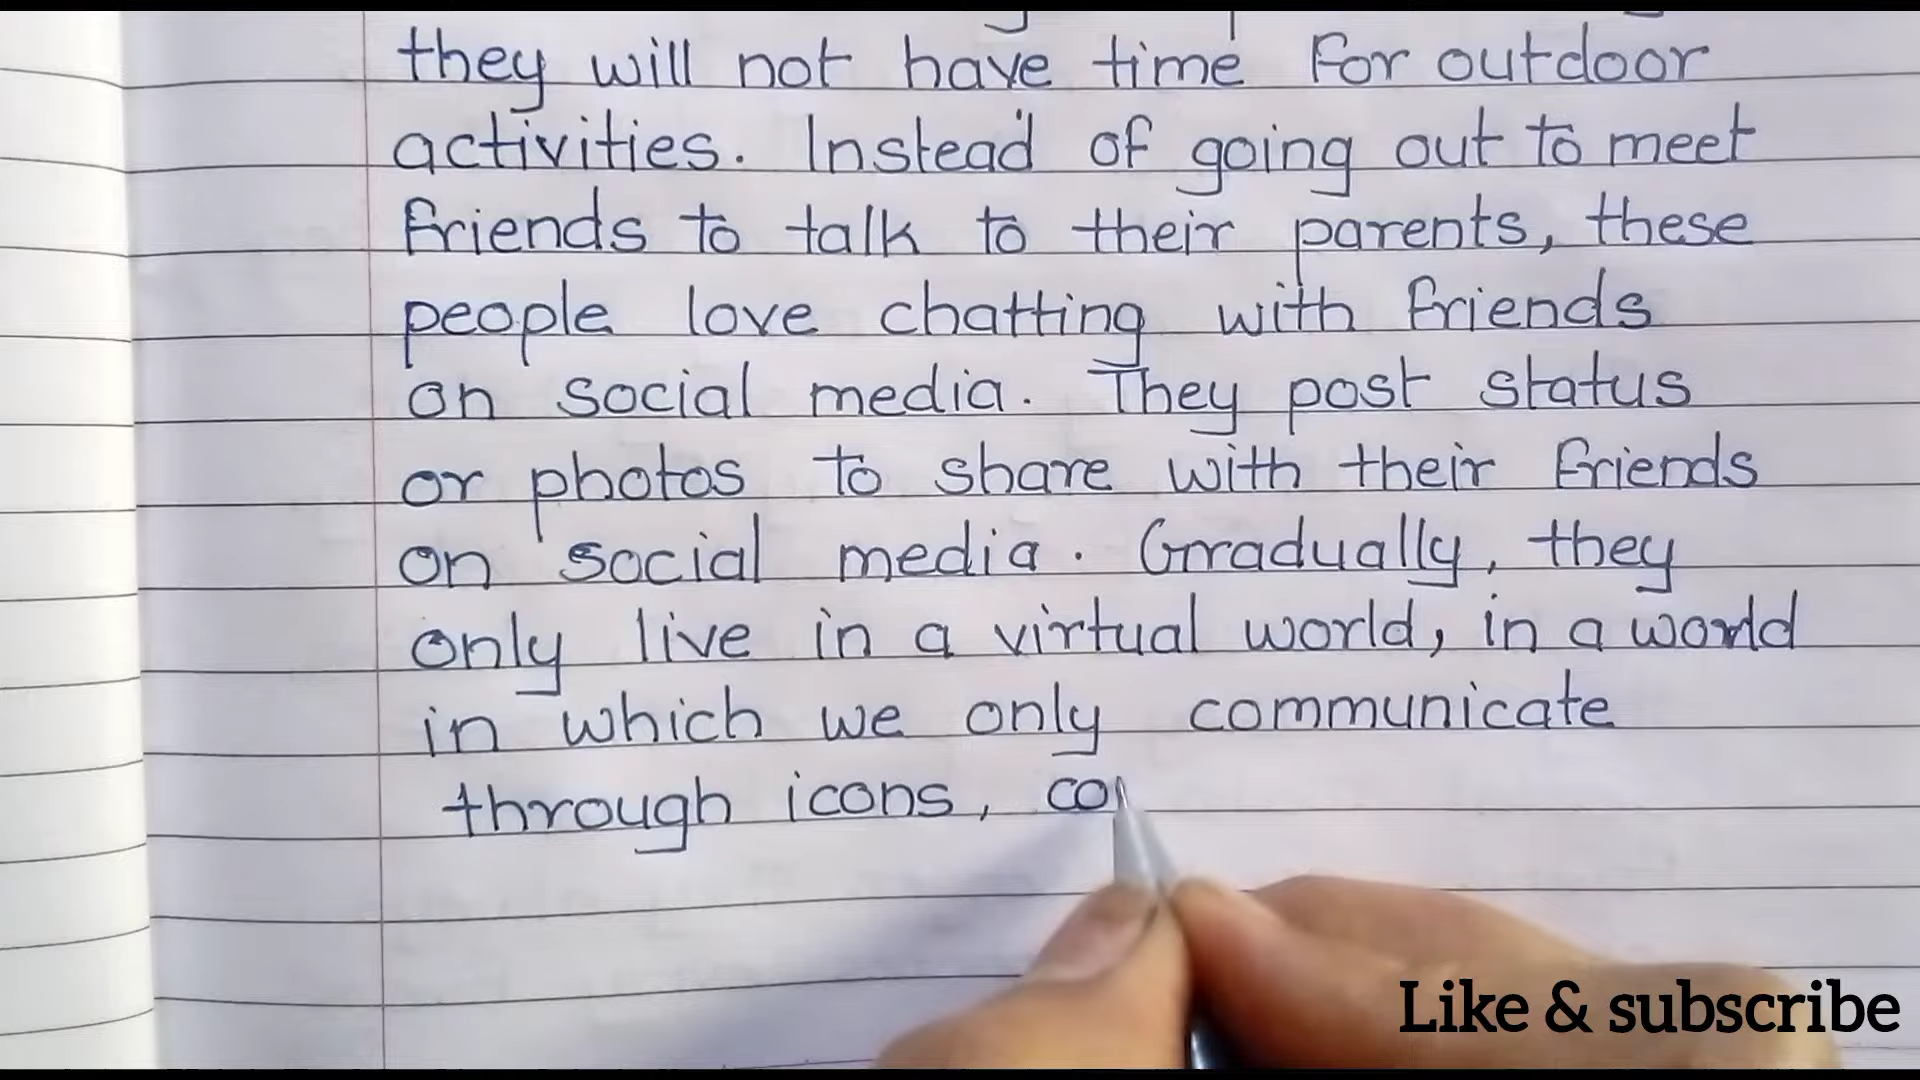 they will not have time for outdoor
activities. Instead of going out to meet
friends to talk to their parents, these
people love chatting with friends
on social media. They post status
or photos to share with their friends
on social media. Gradually, they
only live in a virtual world, in a world
in which we only communicate
through icons, co
Like & subscribe